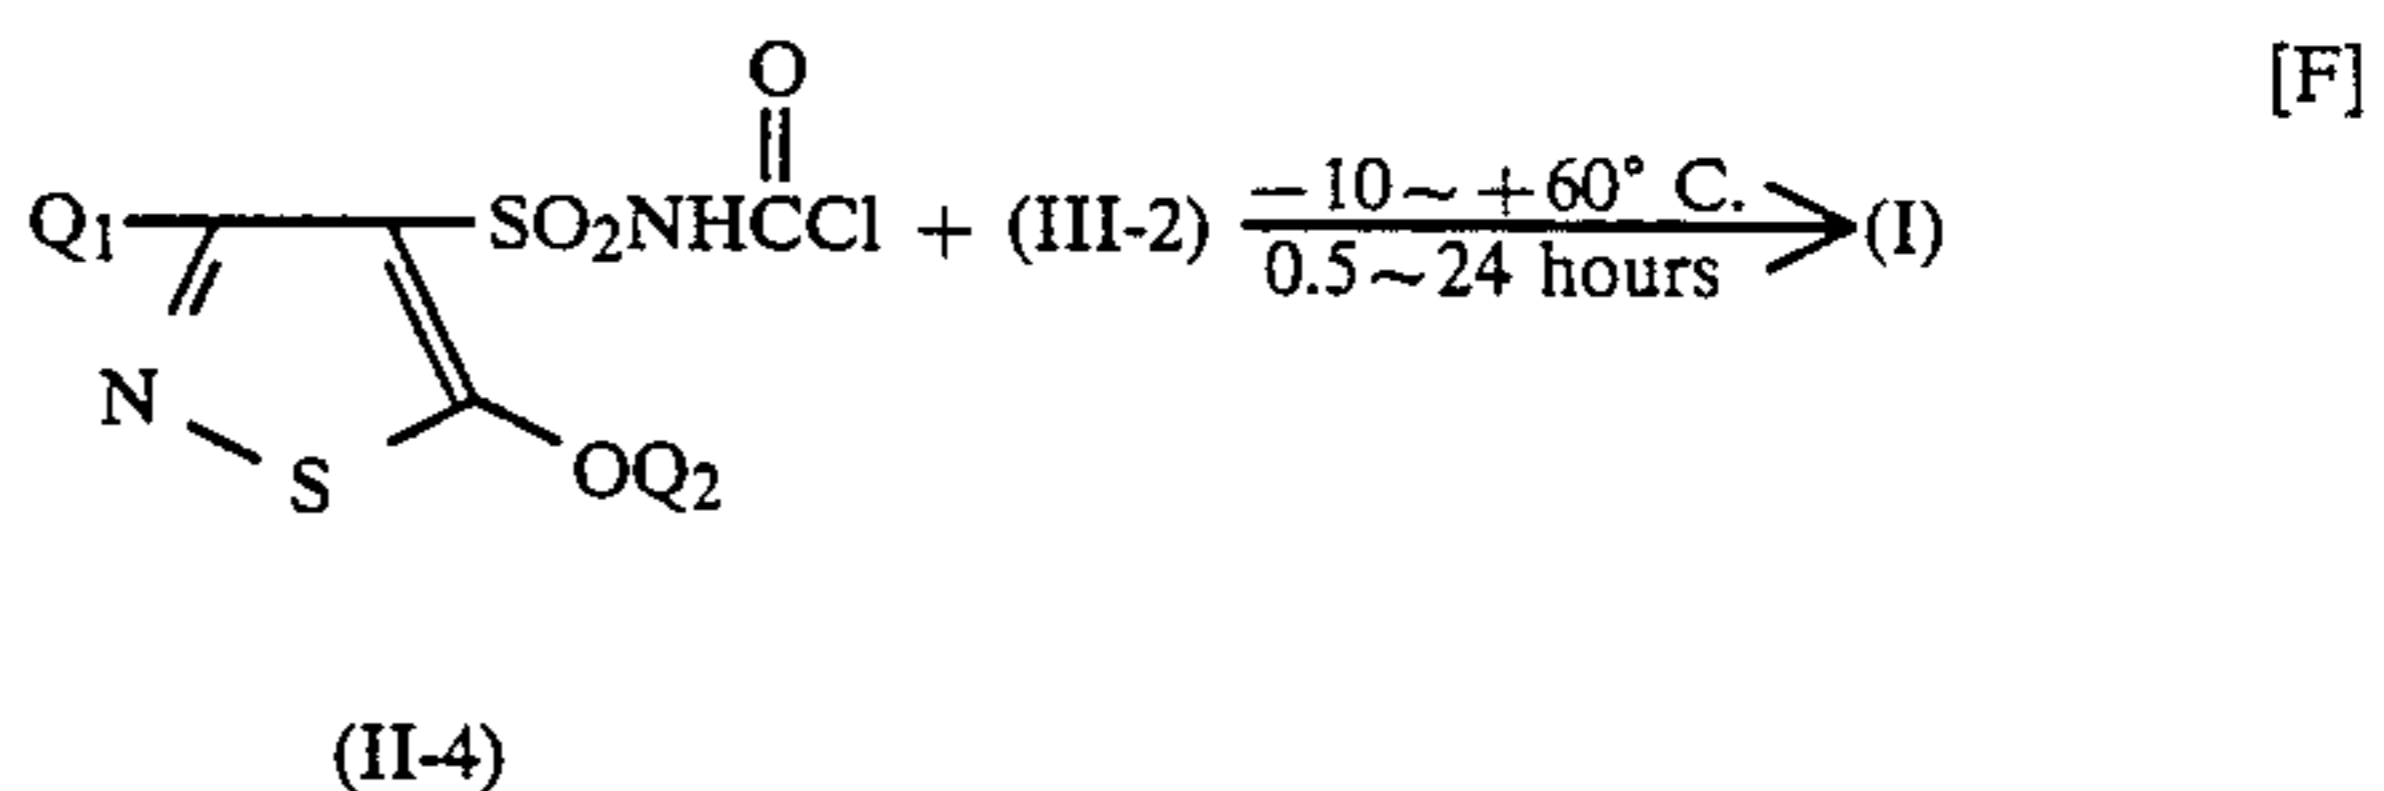 O
[F]
Q1 SO2NHCCl + (III-2) −10~+60° C. (I)
0.5~24 hours
N
S
OQ2
(II-4)